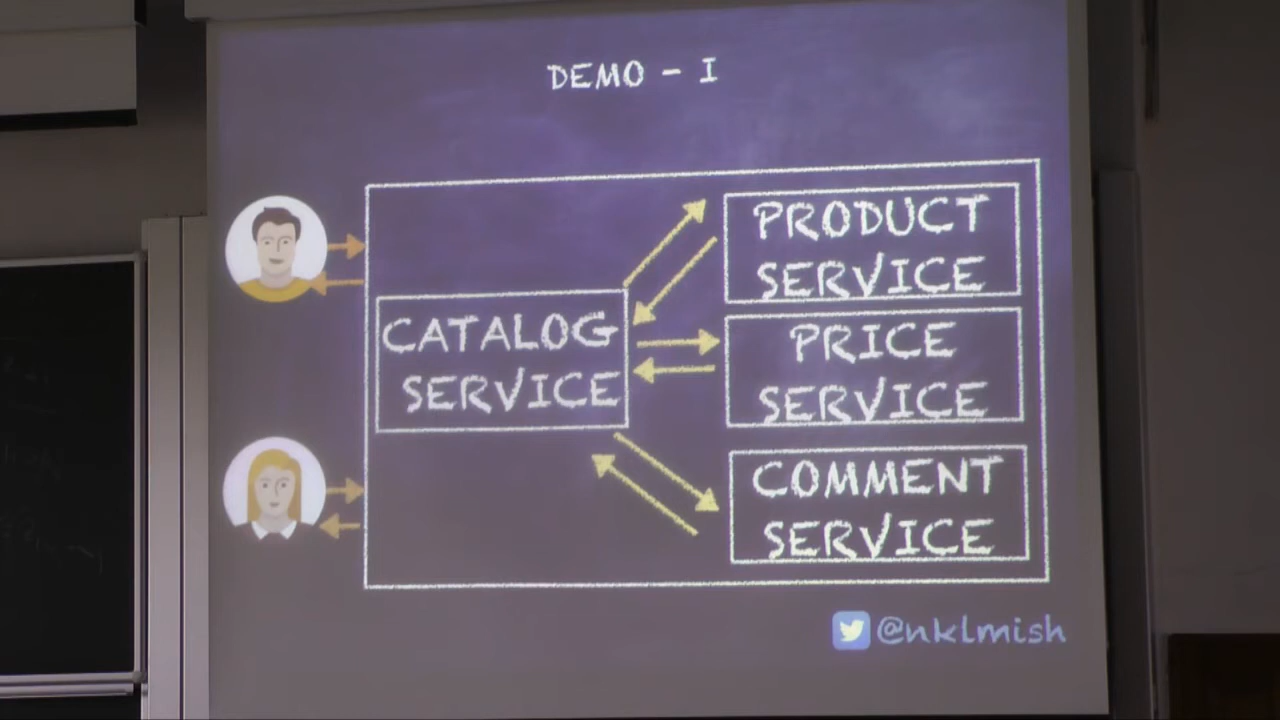 DEMO - I
CATALOG
SERVICE
PRODUCT
SERVICE
PRICE
SERVICE
COMMENT
SERVICE
@nklmish